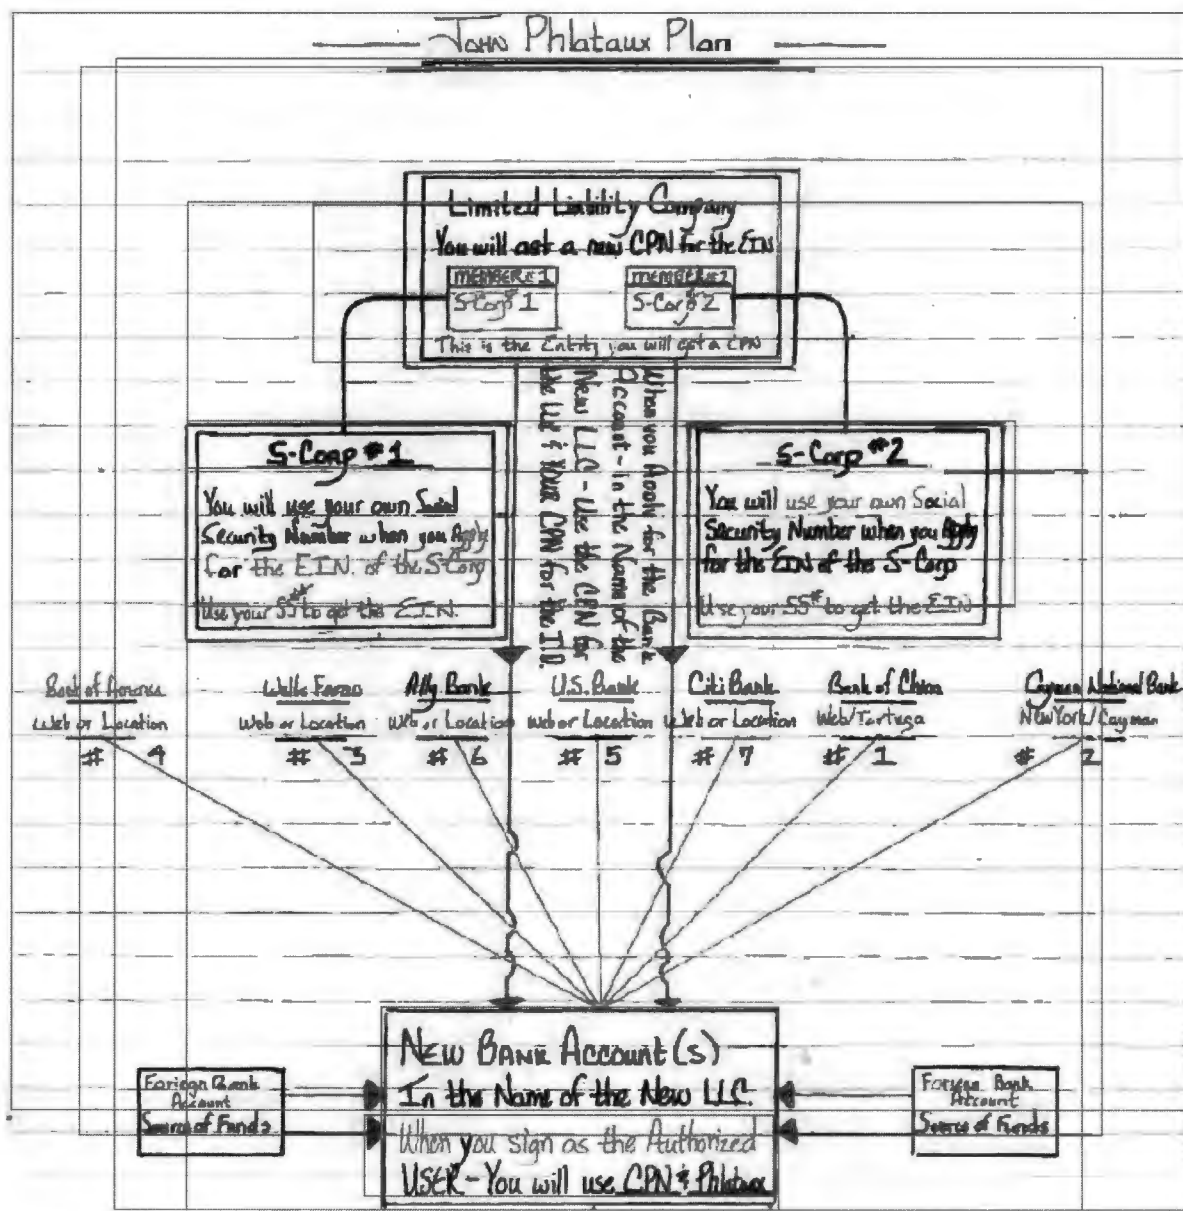 John Phlataux Plan
Limited Liability Company
You will get a new CPN for the EIN
MEMBER # 1
S-Corp # 1
MEMBER # 2
S-Corp # 2
This is the Entity you will get a CPN
When you Apply for the Bank
Account - in the Name of the
New LLC - Use the CPN for
the LLC & Your CPN for the I.D.
S-Corp # 1
You will use your own Social
Security Number when you Apply
for the EIN. of the S-Corp
Use your SS# to get the EIN.
S-Corp #2
You will use your own Social
Security Number when you Apply
for the EIN of the S-Corp
Use your SS# to get the EIN
Bank of America
Web or Location
# 4
Wells Fargo
Web or Location
# 3
Ally Bank
Web or Location
# 6
U.S. Bank
Web or Location
# 5
Citi Bank
Web or Location
# 7
Bank of China
Web/Tortuga
# 1
Cayman National Bank
New York/Cayman
# 2
New Bank Account(s)
In the Name of the New LLC.
When you sign as the Authorized
USER - You will use CPN & Phlataux
Foriegn Bank
Account
Source of Funds
Foriegn Bank
Account
Source of Funds